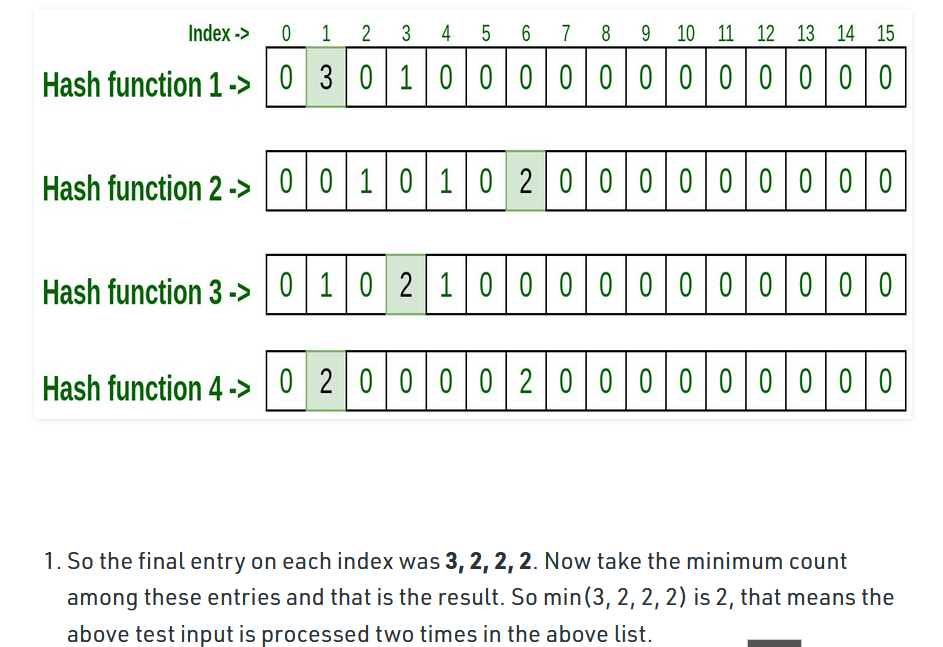 Index -> 0 1 2 3 4 5 6 7 8 9 10 11 12 13 14 15
Hash function 1 -> 0 3 0 1 0 0 0 0 0 0 0 0 0 0 0 0
Hash function 2 -> 0 0 1 0 1 0 2 0 0 0 0 0 0 0 0 0
Hash function 3 -> 0 1 0 2 1 0 0 0 0 0 0 0 0 0 0 0
Hash function 4 -> 0 2 0 0 0 0 2 0 0 0 0 0 0 0 0 0
1. So the final entry on each index was 3, 2, 2, 2. Now take the minimum count
among these entries and that is the result. So min(3, 2, 2, 2) is 2, that means the
above test input is processed two times in the above list.